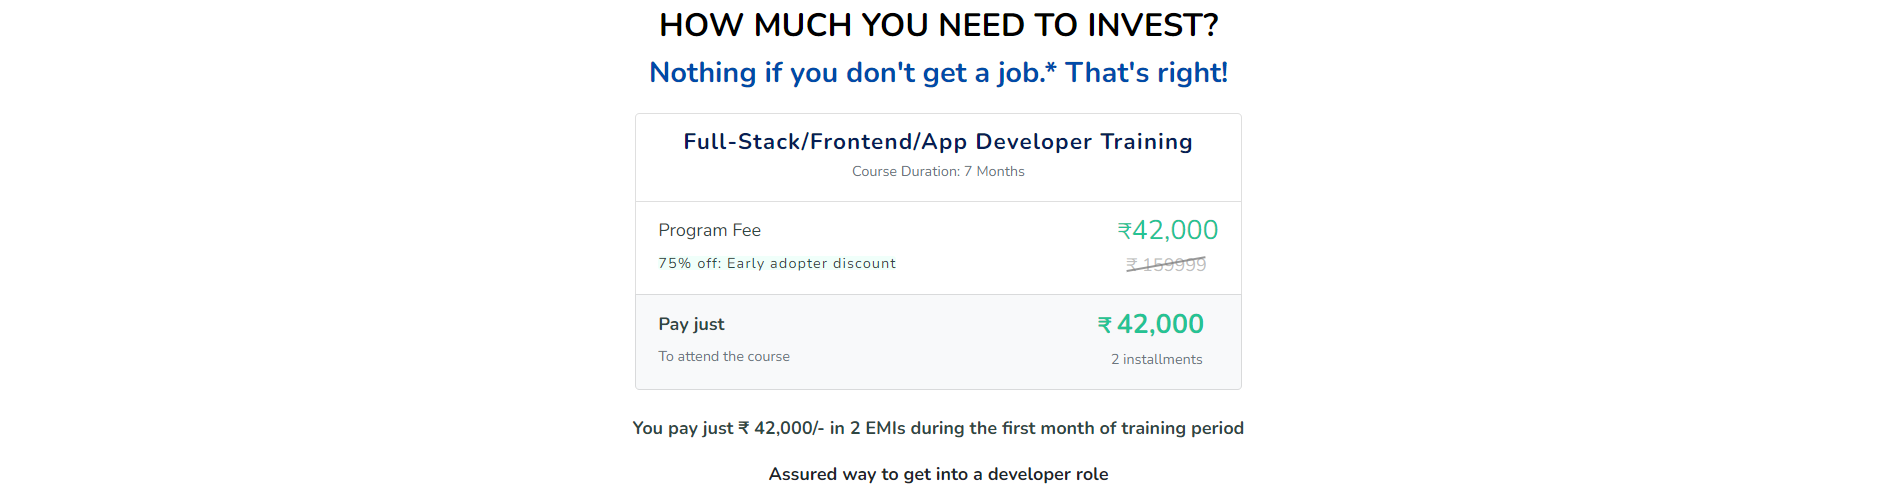 HOW MUCH YOU NEED TO INVEST?
Nothing if you don't get a job.* That's right!
Full-Stack/Frontend/App Developer Training
Course Duration: 7 Months
Program Fee ₹42,000
75% off: Early adopter discount ₹ 159999
Pay just ₹ 42,000
To attend the course 2 installments
You pay just ₹ 42,000/- in 2 EMIs during the first month of training period
Assured way to get into a developer role